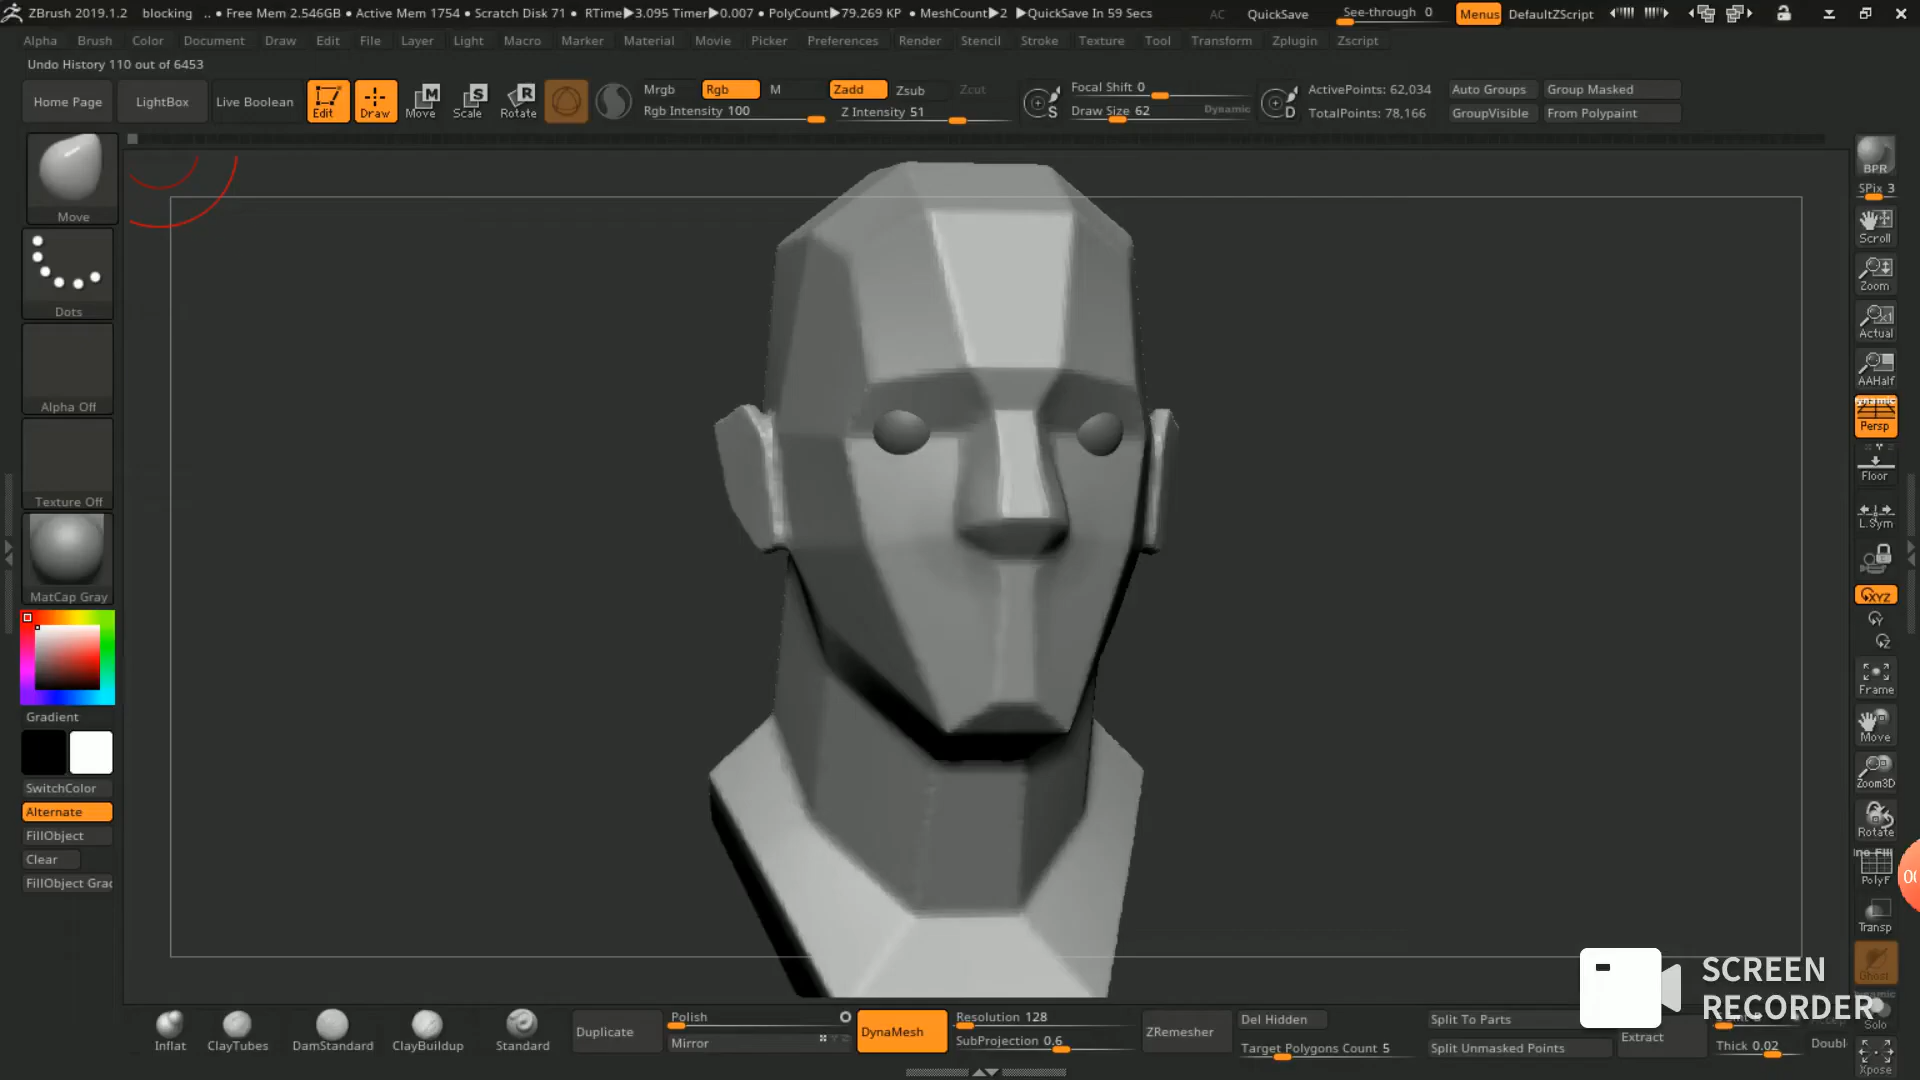 ZBrush 2019.1.2 blocking .. • Free Mem 2.546GB • Active Mem 1754 • Scratch Disk 71 • RTime▶3.095 Timer▶0.007 • PolyCount▶79.269 KP • MeshCount▶2 ▶QuickSave In 59 Secs AC QuickSave See-through 0 Menus DefaultZScript
Alpha Brush Color Document Draw Edit File Layer Light Macro Marker Material Movie Picker Preferences Render Stencil Stroke Texture Tool Transform Zplugin Zscript
Undo History 110 out of 6453
Home Page LightBox Live Boolean Edit Draw Move Scale Rotate
Mrgb Rgb M Zadd Zsub Zcut
Rgb Intensity 100 Z Intensity 51
Focal Shift 0
Draw Size 62 Dynamic
ActivePoints: 62,034
TotalPoints: 78,166
Auto Groups Group Masked
GroupVisible From Polypaint
Move
Dots
Alpha Off
Texture Off
MatCap Gray
Gradient
SwitchColor
Alternate
FillObject
Clear
FillObject Grad
BPR
SPix 3
Scroll
Zoom
Actual
AAHalf
Persp
Floor
L.Sym
XYZ
Y
Z
Frame
Move
Zoom3D
Rotate
PolyF
Transp
Ghost
Solo
Xpose
00
SCREEN
RECORDER
Inflat ClayTubes DamStandard ClayBuildup Standard
Duplicate
Polish
Mirror
DynaMesh
Resolution 128
SubProjection 0.6
ZRemesher
Del Hidden
Target Polygons Count 5
Split To Parts
Split Unmasked Points
Extract
Thick 0.02
Doubl